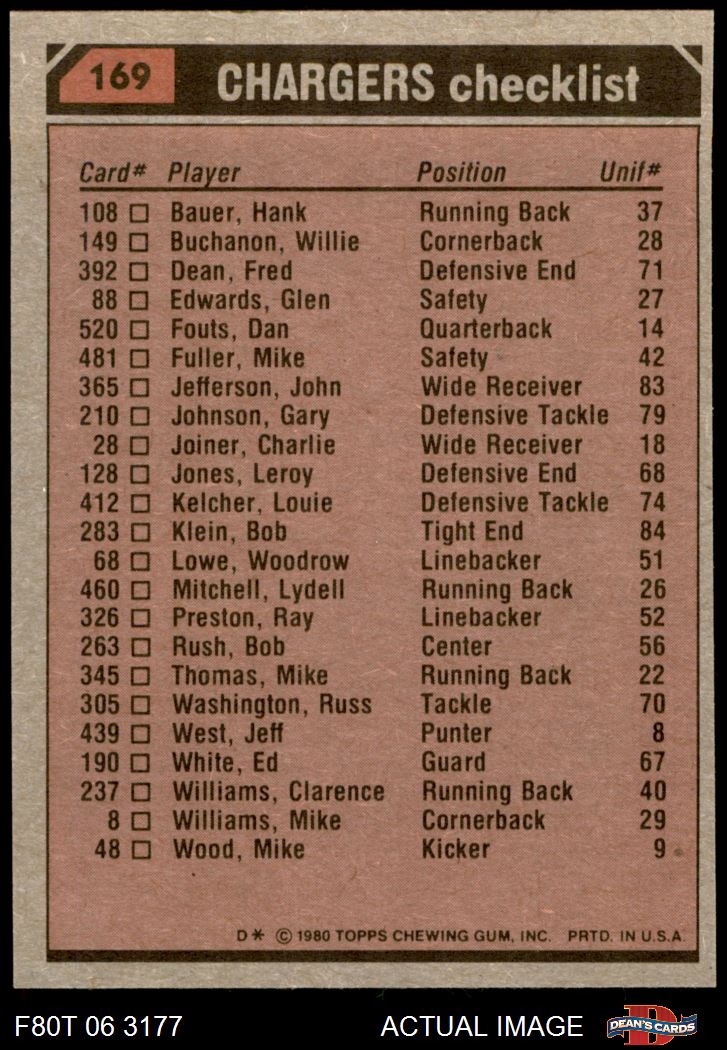 169 CHARGERS checklist
Card# Player Position Unif#
108 □ Bauer, Hank Running Back 37
149 □ Buchanon, Willie Cornerback 28
392 □ Dean, Fred Defensive End 71
88 □ Edwards, Glen Safety 27
520 □ Fouts, Dan Quarterback 14
481 □ Fuller, Mike Safety 42
365 □ Jefferson, John Wide Receiver 83
210 □ Johnson, Gary Defensive Tackle 79
28 □ Joiner, Charlie Wide Receiver 18
128 □ Jones, Leroy Defensive End 68
412 □ Kelcher, Louie Defensive Tackle 74
283 □ Klein, Bob Tight End 84
68 □ Lowe, Woodrow Linebacker 51
460 □ Mitchell, Lydell Running Back 26
326 □ Preston, Ray Linebacker 52
263 □ Rush, Bob Center 56
345 □ Thomas, Mike Running Back 22
305 □ Washington, Russ Tackle 70
439 □ West, Jeff Punter 8
190 □ White, Ed Guard 67
237 □ Williams, Clarence Running Back 40
8 □ Williams, Mike Cornerback 29
48 □ Wood, Mike Kicker 9
D* © 1980 TOPPS CHEWING GUM, INC. PRTD. IN U.S.A.
F80T 06 3177 ACTUAL IMAGE D DEAN'S CARDS